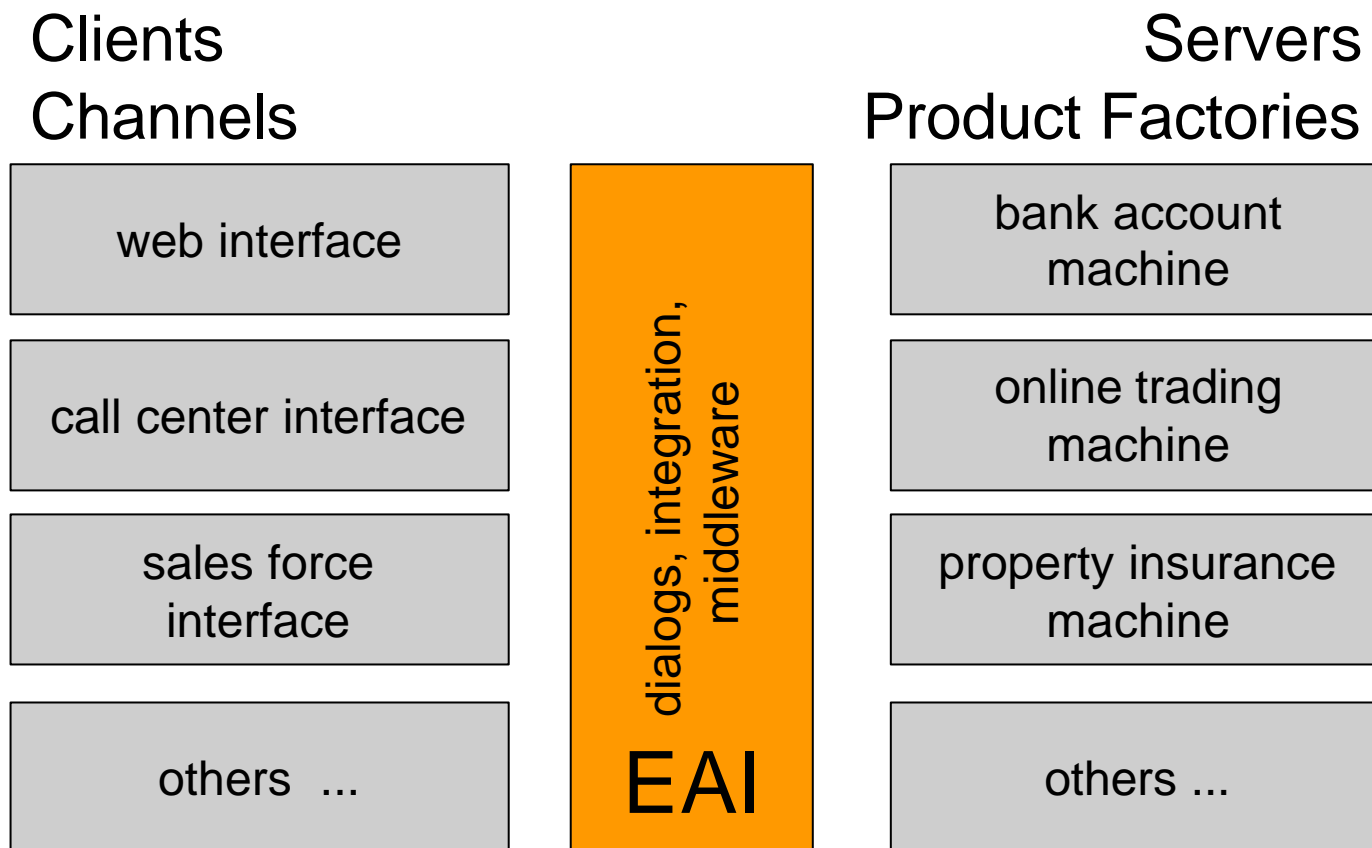 Clients
Channels
Servers
Product Factories
web interface
call center interface
sales force
interface
others ...
dialogs, integration,
middleware
EAI
bank account
machine
online trading
machine
property insurance
machine
others ...